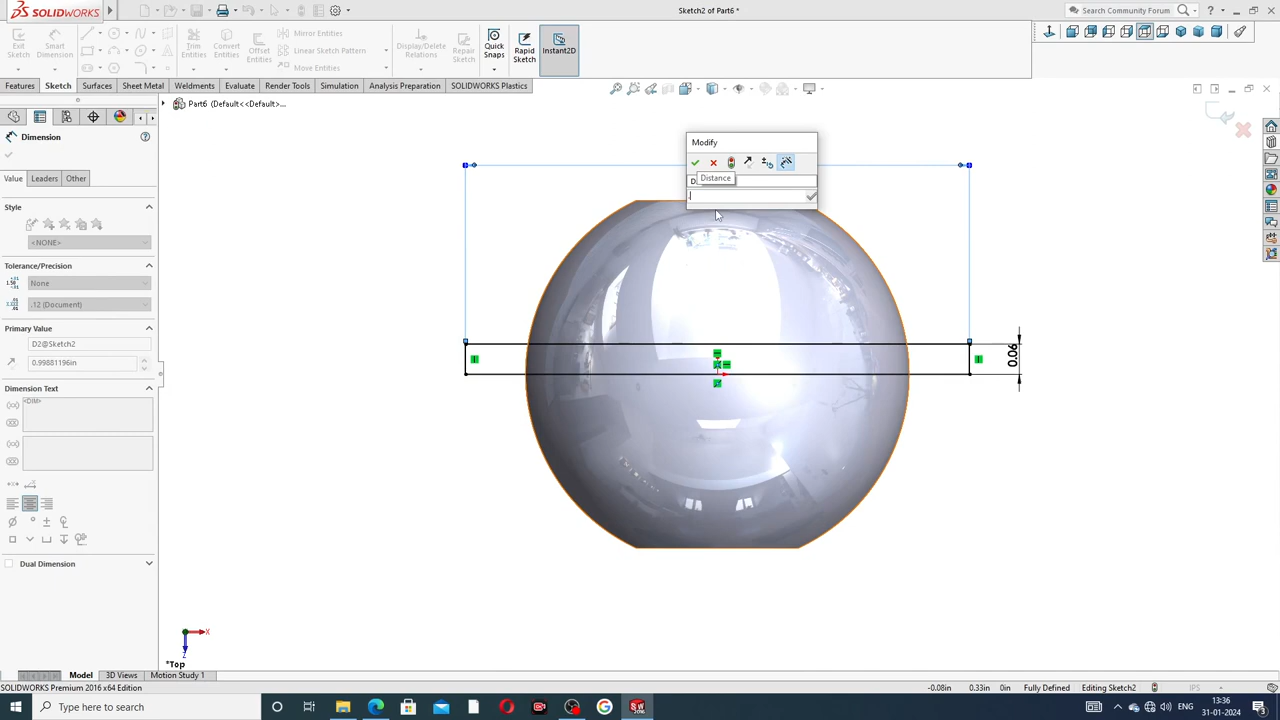 SOLIDWORKS
Sketch2 of Part6 *
Search Community Forum
Exit Sketch
Smart Dimension
Trim Entities
Convert Entities
Offset Entities
Mirror Entities
Linear Sketch Pattern
Move Entities
Display/Delete Relations
Repair Sketch
Quick Snaps
Rapid Sketch
Instant2D
Features
Sketch
Surfaces
Sheet Metal
Weldments
Evaluate
Render Tools
Simulation
Analysis Preparation
SOLIDWORKS Plastics
Part6 (Default<<Default>...
Dimension
Value
Leaders
Other
Style
<NONE>
Tolerance/Precision
None
.12 (Document)
Primary Value
D2@Sketch2
0.99881196in
Dimension Text
<DIM>
Dual Dimension
Modify
Distance
.
0.06
X
Z
*Top
Model
3D Views
Motion Study 1
SOLIDWORKS Premium 2016 x64 Edition
-0.08in
0.33in
0in
Fully Defined
Editing Sketch2
IPS
Type here to search
ENG
13:36
31-01-2024